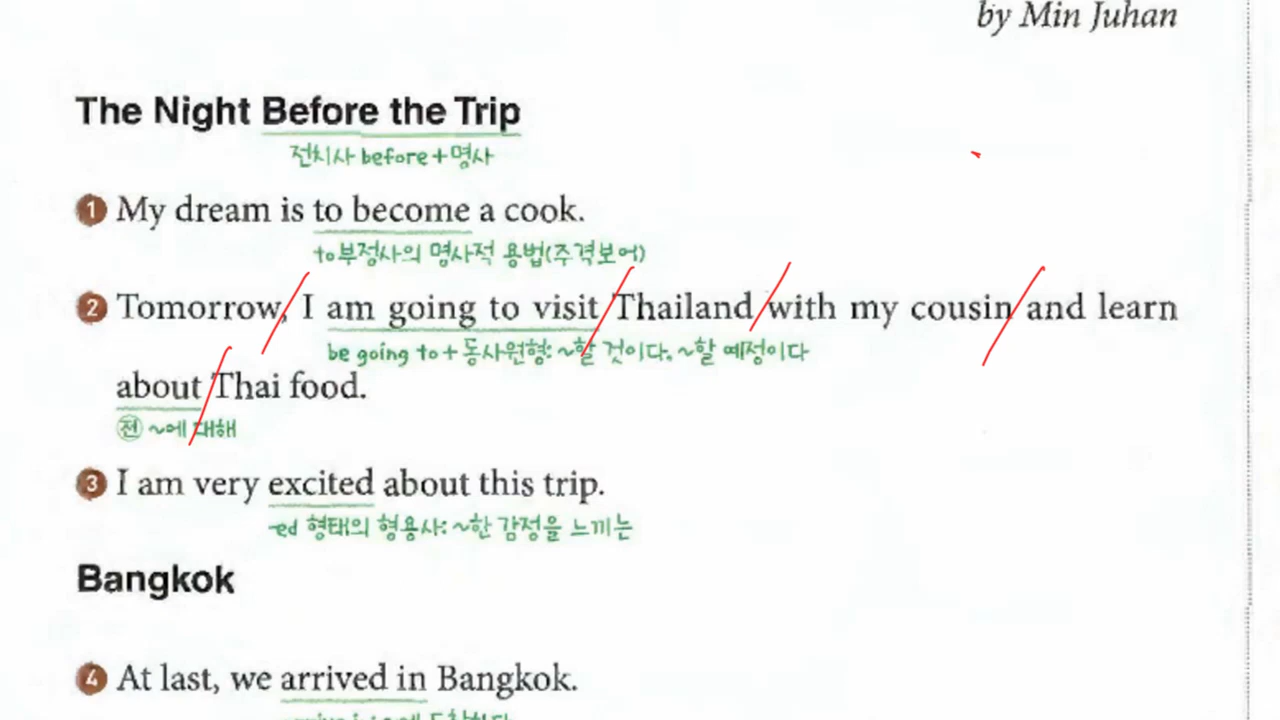 by Min Juhan
The Night Before the Trip
전치사 before+명사
1 My dream is to become a cook.
to부정사의 명사적 용법(주격보어)
2 Tomorrow, I am going to visit Thailand with my cousin and learn
be going to+동사원형: ~할 것이다, ~할 예정이다
about Thai food.
전 ~에 대해
3 I am very excited about this trip.
-ed 형태의 형용사: ~한 감정을 느끼는
Bangkok
4 At last, we arrived in Bangkok.